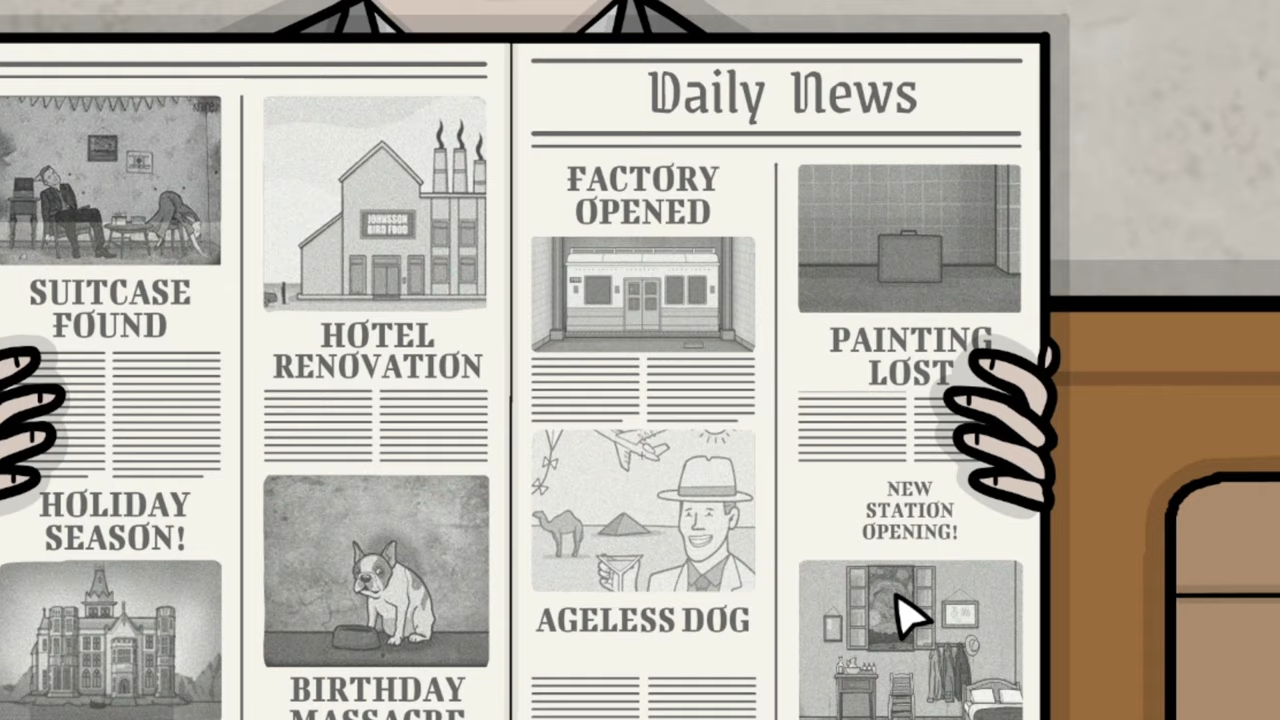 SUITCASE
FOUND
HOLIDAY
SEASON!
JOHNSSON
BIRD FOOD
HOTEL
RENOVATION
BIRTHDAY
MASSACRE
Daily News
FACTORY
OPENED
AGELESS DOG
PAINTING
LOST
NEW
STATION
OPENING!